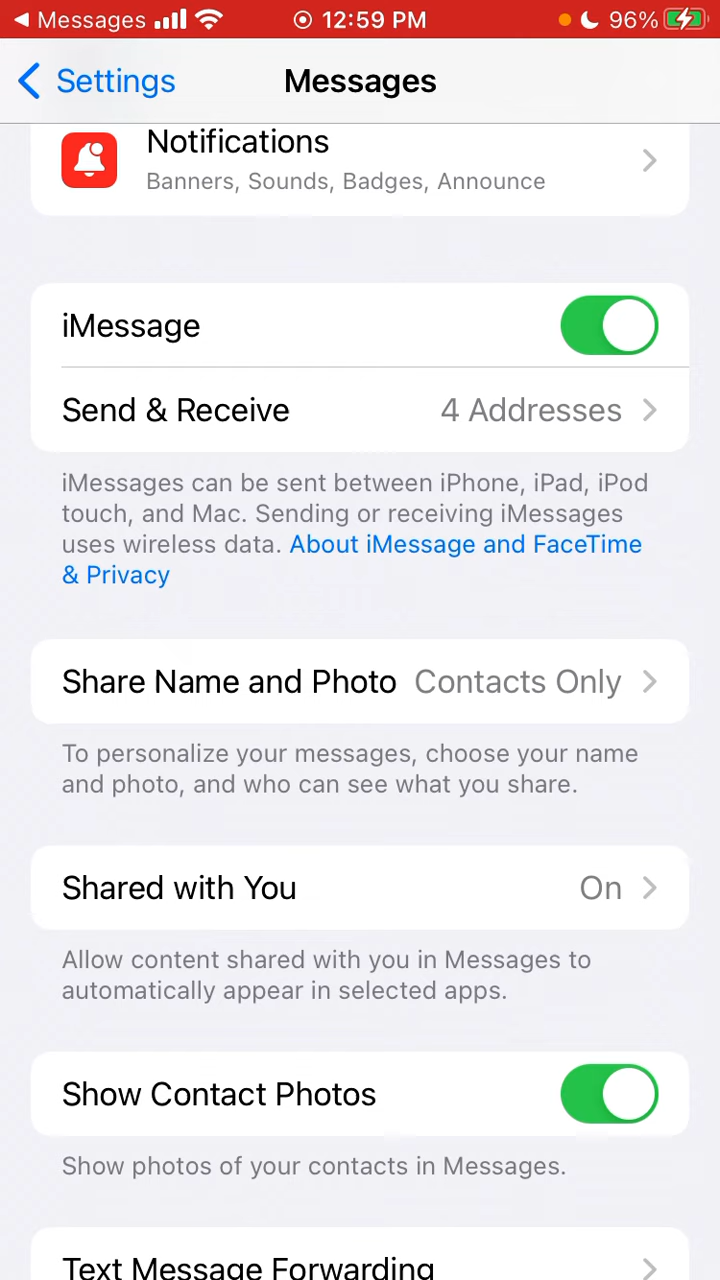 Messages 12:59 PM 96%
Settings Messages
Notifications
Banners, Sounds, Badges, Announce
iMessage
Send & Receive 4 Addresses
iMessages can be sent between iPhone, iPad, iPod
touch, and Mac. Sending or receiving iMessages
uses wireless data. About iMessage and FaceTime
& Privacy
Share Name and Photo Contacts Only
To personalize your messages, choose your name
and photo, and who can see what you share.
Shared with You On
Allow content shared with you in Messages to
automatically appear in selected apps.
Show Contact Photos
Show photos of your contacts in Messages.
Text Message Forwarding